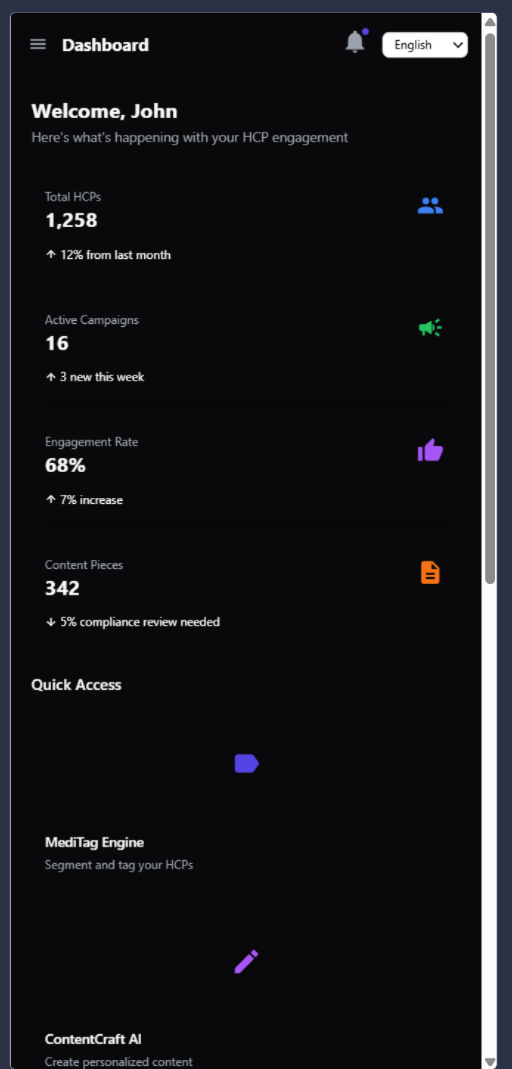 Dashboard
English
Welcome, John
Here's what's happening with your HCP engagement
Total HCPs
1,258
↑ 12% from last month
Active Campaigns
16
↑ 3 new this week
Engagement Rate
68%
↑ 7% increase
Content Pieces
342
↓ 5% compliance review needed
Quick Access
MediTag Engine
Segment and tag your HCPs
ContentCraft AI
Create personalized content